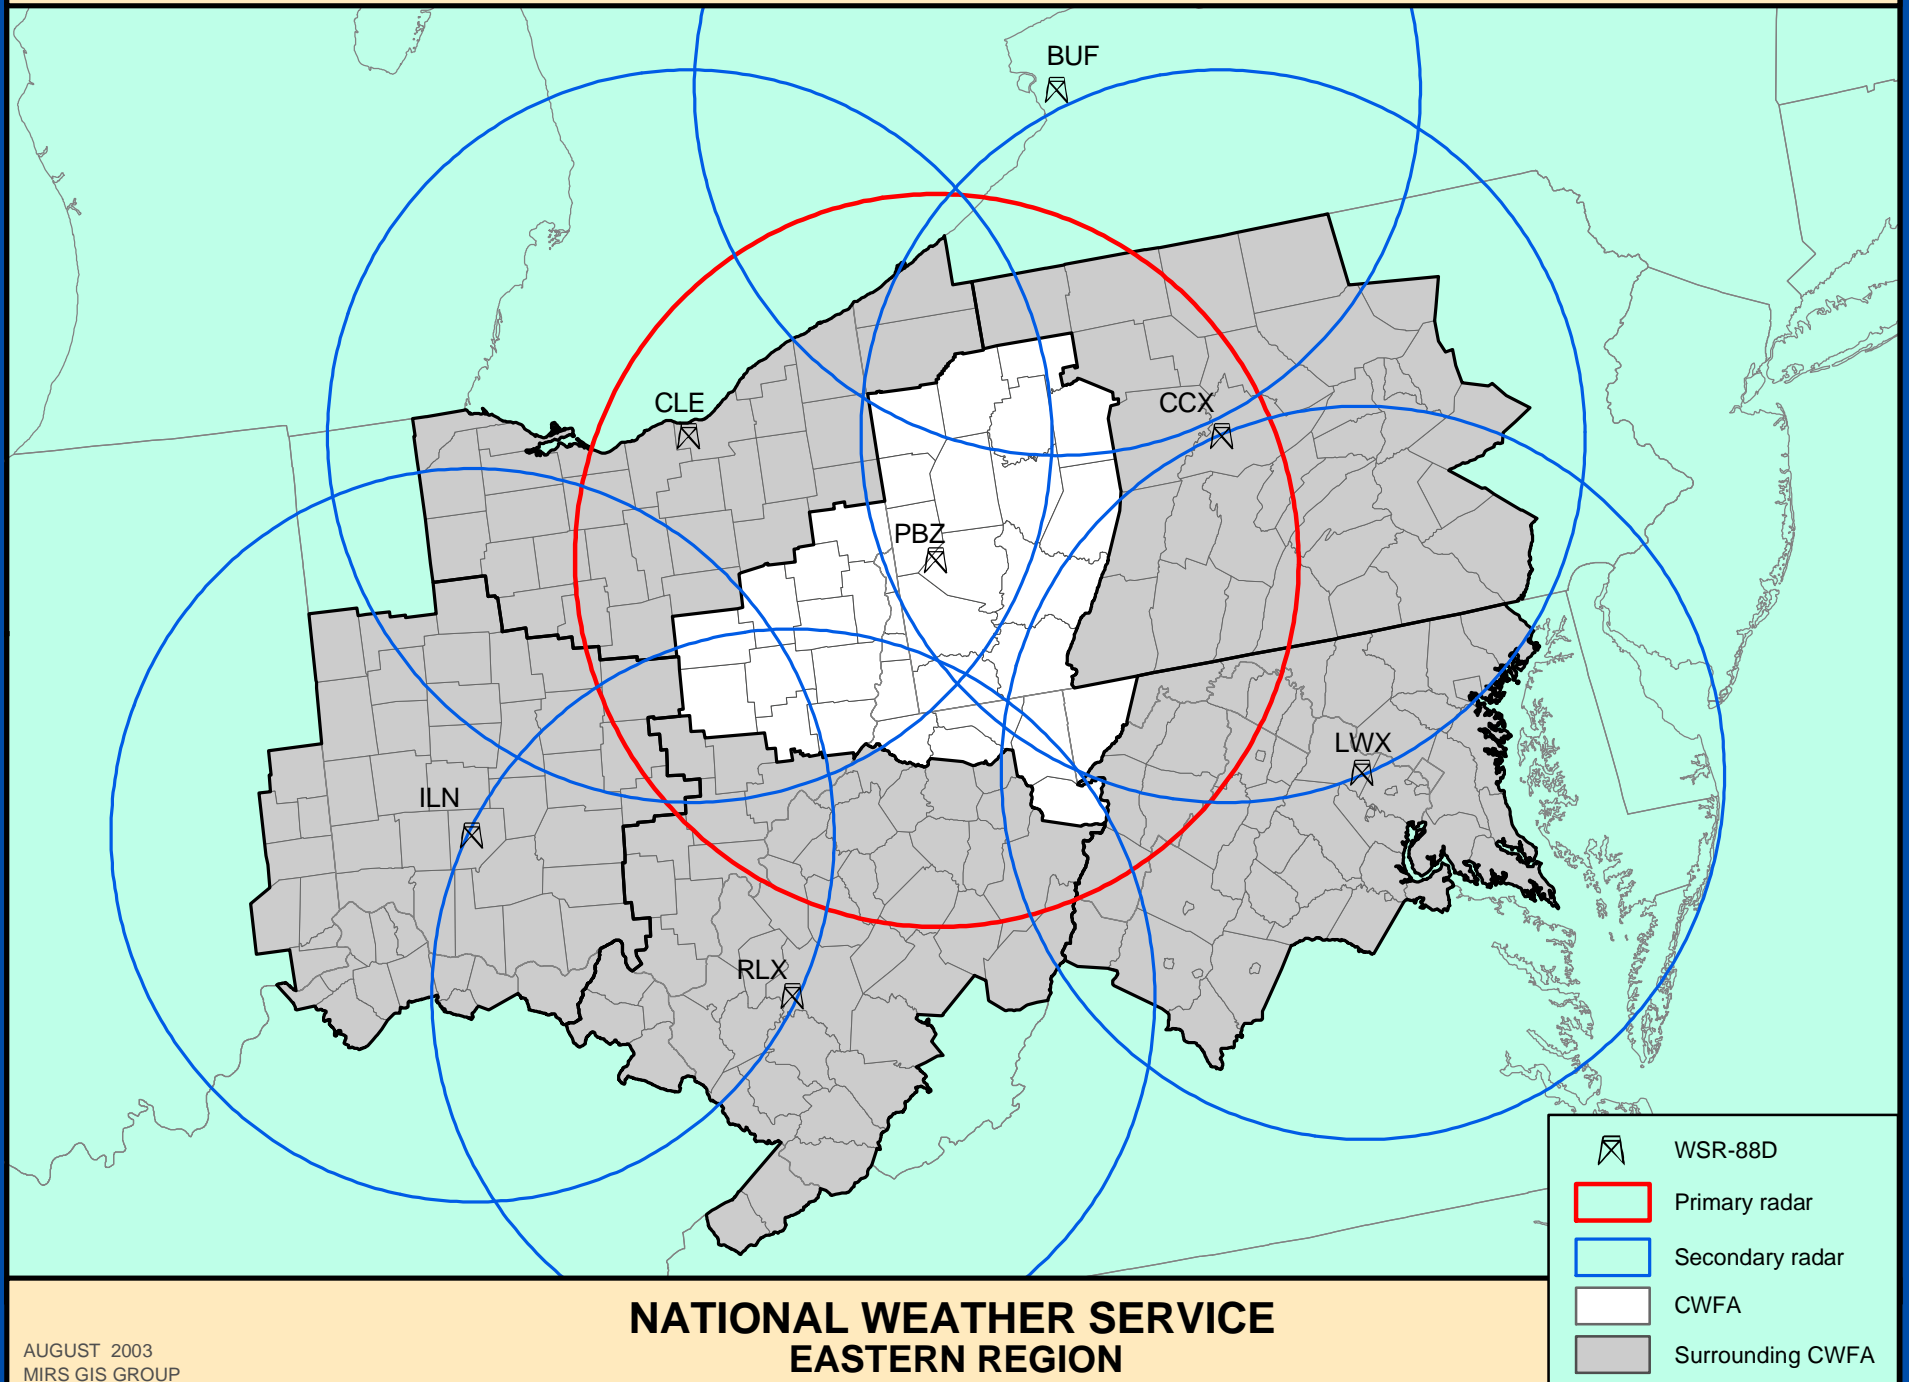 BUF
CLE
CCX
PBZ
LWX
ILN
RLX
WSR-88D
Primary radar
Secondary radar
CWFA
Surrounding CWFA
NATIONAL WEATHER SERVICE
EASTERN REGION
AUGUST 2003
MIRS GIS GROUP